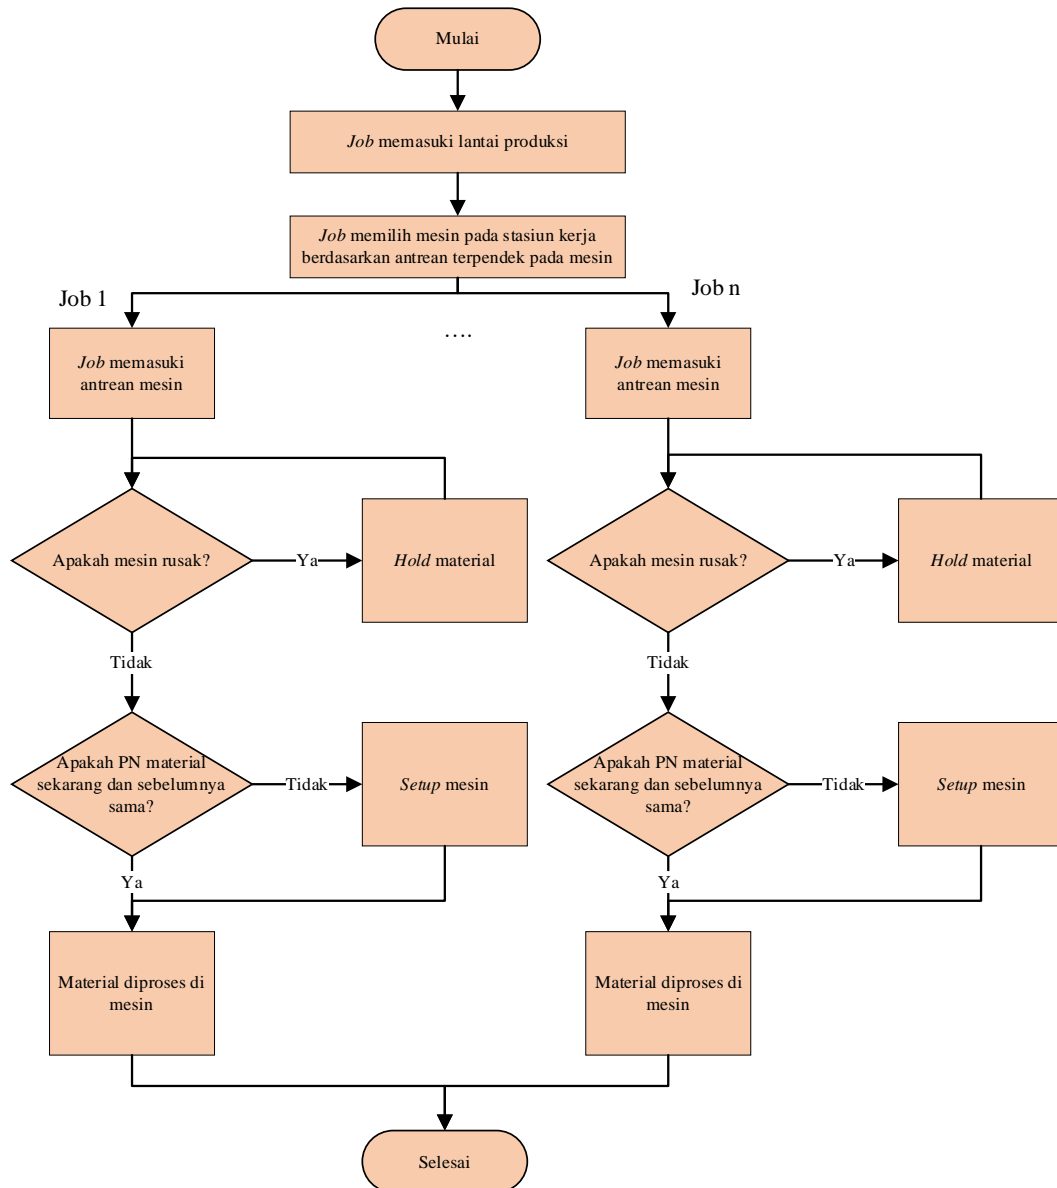 Mulai
Job memasuki lantai produksi
Job memilih mesin pada stasiun kerja
berdasarkan antrean terpendek pada mesin
Job 1
Job n
....
Job memasuki
antrean mesin
Job memasuki
antrean mesin
Apakah mesin rusak?
Ya
Hold material
Apakah mesin rusak?
Ya
Hold material
Tidak
Tidak
Apakah PN material
sekarang dan sebelumnya
sama?
Tidak
Setup mesin
Apakah PN material
sekarang dan sebelumnya
sama?
Tidak
Setup mesin
Ya
Ya
Material diproses di
mesin
Material diproses di
mesin
Selesai